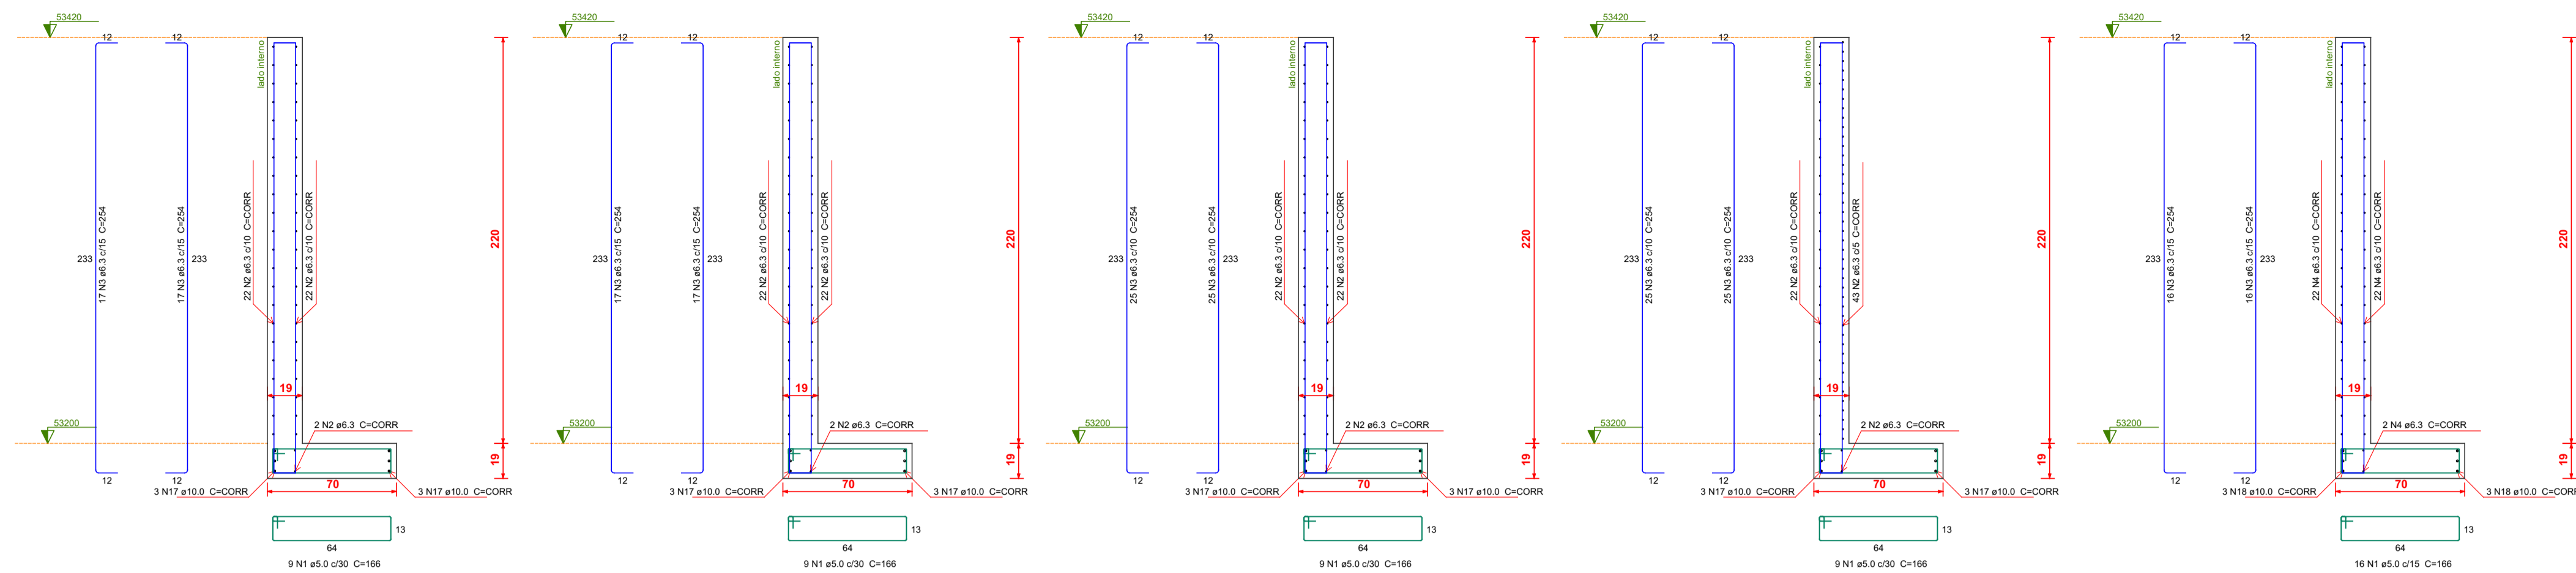 53420
12
12
lado interno
17 N3 ø6.3 c/15 C=254
17 N3 ø6.3 c/15 C=254
233
233
22 N2 ø6.3 c/10 C=CORR
22 N2 ø6.3 c/10 C=CORR
220
19
53200
2 N2 ø6.3 C=CORR
19
12
12
3 N17 ø10.0 C=CORR
70
3 N17 ø10.0 C=CORR
13
64
9 N1 ø5.0 c/30 C=166
53420
12
12
lado interno
17 N3 ø6.3 c/15 C=254
17 N3 ø6.3 c/15 C=254
233
233
22 N2 ø6.3 c/10 C=CORR
22 N2 ø6.3 c/10 C=CORR
220
19
53200
2 N2 ø6.3 C=CORR
19
12
12
3 N17 ø10.0 C=CORR
70
3 N17 ø10.0 C=CORR
13
64
9 N1 ø5.0 c/30 C=166
53420
12
12
lado interno
25 N3 ø6.3 c/10 C=254
25 N3 ø6.3 c/10 C=254
233
233
22 N2 ø6.3 c/10 C=CORR
22 N2 ø6.3 c/10 C=CORR
220
19
53200
2 N2 ø6.3 C=CORR
19
12
12
3 N17 ø10.0 C=CORR
70
3 N17 ø10.0 C=CORR
13
64
9 N1 ø5.0 c/30 C=166
53420
12
12
lado interno
25 N3 ø6.3 c/10 C=254
25 N3 ø6.3 c/10 C=254
233
233
22 N2 ø6.3 c/10 C=CORR
43 N2 ø6.3 c/5 C=CORR
220
19
53200
2 N2 ø6.3 C=CORR
19
12
12
3 N17 ø10.0 C=CORR
70
3 N17 ø10.0 C=CORR
13
64
9 N1 ø5.0 c/30 C=166
53420
12
12
lado interno
16 N3 ø6.3 c/15 C=254
16 N3 ø6.3 c/15 C=254
233
233
22 N4 ø6.3 c/10 C=CORR
22 N4 ø6.3 c/10 C=CORR
220
19
53200
2 N4 ø6.3 C=CORR
19
12
12
3 N18 ø10.0 C=CORR
70
3 N18 ø10.0 C=CORR
13
64
16 N1 ø5.0 c/15 C=166